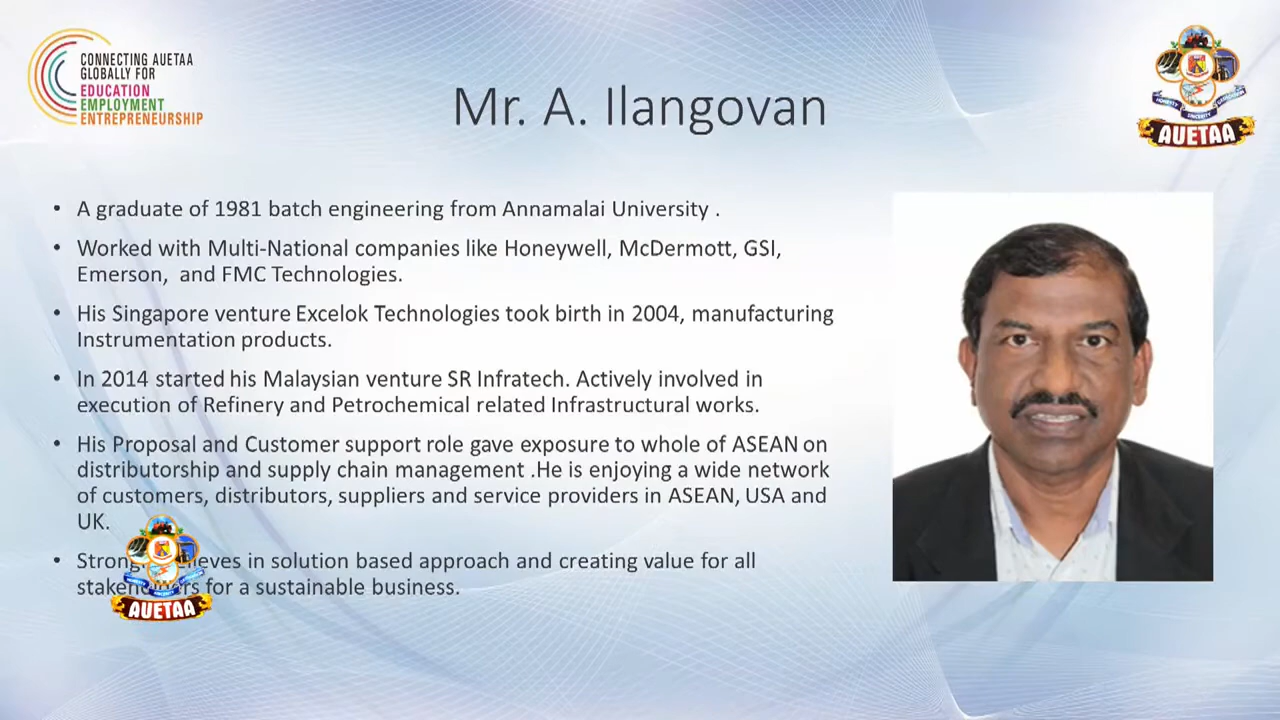 CONNECTING AUETAA
GLOBALLY FOR
EDUCATION
EMPLOYMENT
ENTREPRENEURSHIP
Mr. A. Ilangovan
HONESTY
SINCERITY
AUETAA
• A graduate of 1981 batch engineering from Annamalai University .
• Worked with Multi-National companies like Honeywell, McDermott, GSI,
Emerson, and FMC Technologies.
• His Singapore venture Excelok Technologies took birth in 2004, manufacturing
Instrumentation products.
• In 2014 started his Malaysian venture SR Infratech. Actively involved in
execution of Refinery and Petrochemical related Infrastructural works.
• His Proposal and Customer support role gave exposure to whole of ASEAN on
distributorship and supply chain management .He is enjoying a wide network
of customers, distributors, suppliers and service providers in ASEAN, USA and
UK.
• in solution based approach and creating value for all
for a sustainable business.
AUETAA